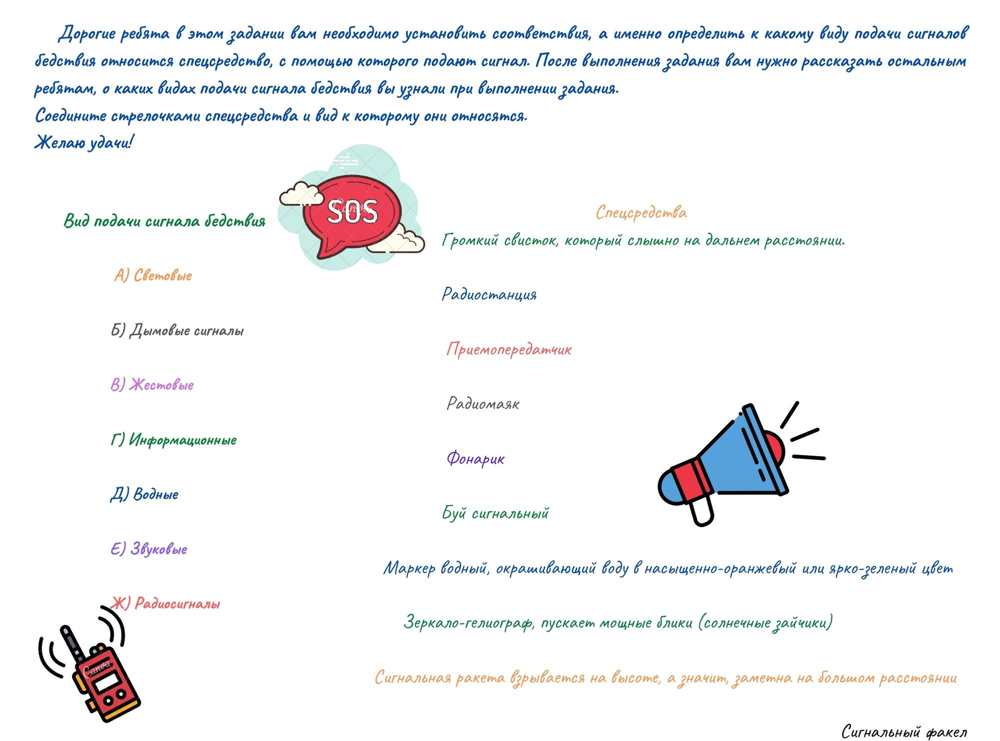 Дорогие ребята в этом задании вам необходимо установить соответствия, а именно определить к какому виду подачи сигналов
бедствия относится спецсредство, с помощью которого подают сигнал. После выполнения задания вам нужно рассказать остальным
ребятам, о каких видах подачи сигнала бедствия вы узнали при выполнении задания.
Соедините стрелочками спецсредства и вид к которому они относятся.
Желаю удачи!
SOS
Canva
Вид подачи сигнала бедствия
А) Световые
Б) Дымовые сигналы
В) Жестовые
Г) Информационные
Д) Водные
Е) Звуковые
Ж) Радиосигналы
Canva
Спецсредства
Громкий свисток, который слышно на дальнем расстоянии.
Радиостанция
Приемопередатчик
Радиомаяк
Фонарик
Буй сигнальный
Маркер водный, окрашивающий воду в насыщенно-оранжевый или ярко-зеленый цвет
Зеркало-гелиограф, пускает мощные блики (солнечные зайчики)
Сигнальная ракета взрывается на высоте, а значит, заметна на большом расстоянии
Сигнальный факел